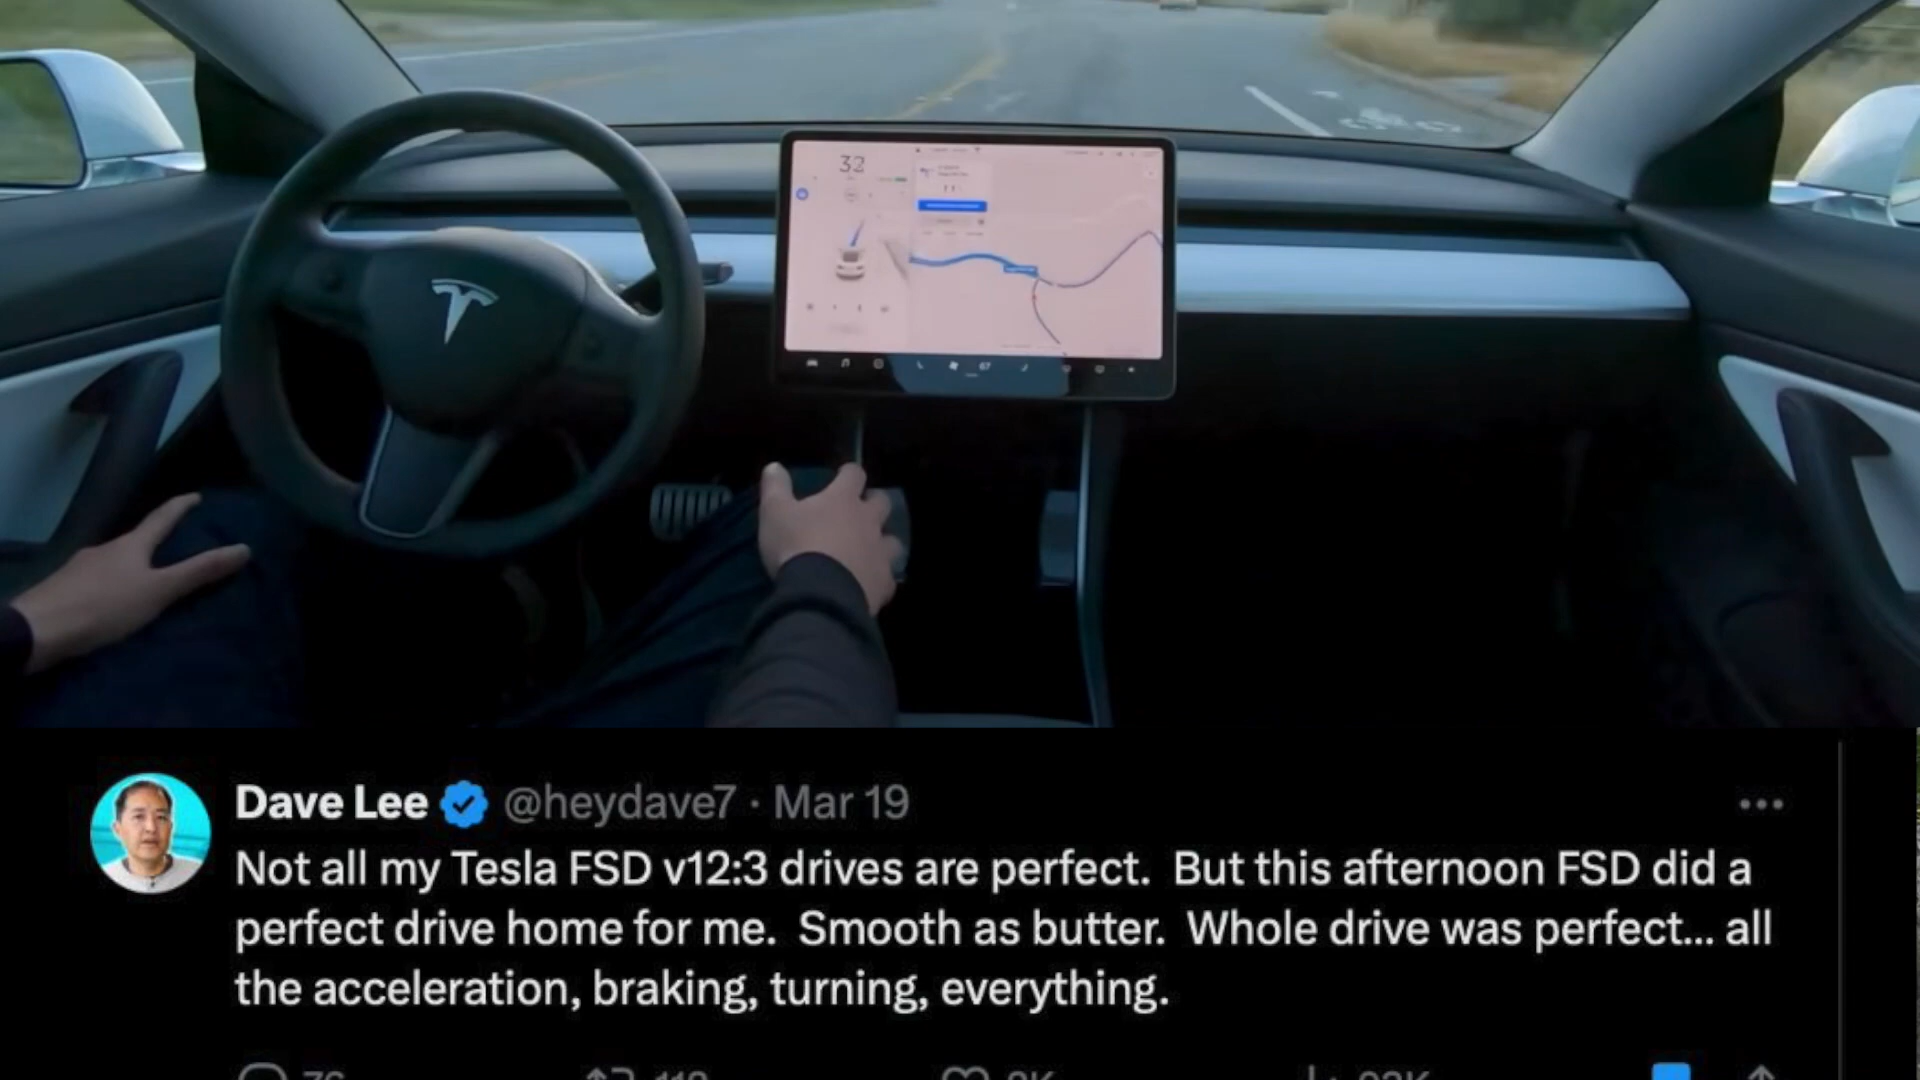 32
67
Dave Lee @heydave7 · Mar 19
Not all my Tesla FSD v12:3 drives are perfect. But this afternoon FSD did a
perfect drive home for me. Smooth as butter. Whole drive was perfect... all
the acceleration, braking, turning, everything.